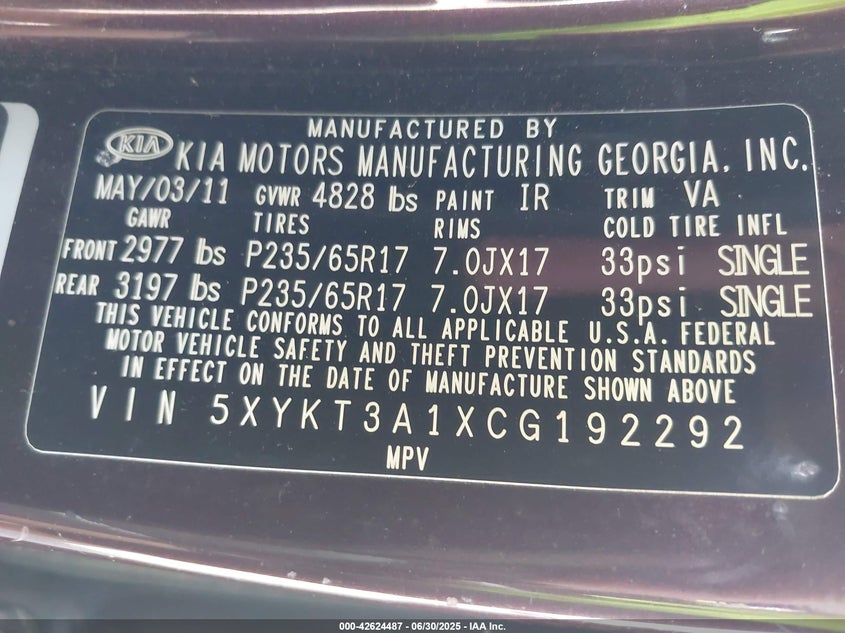 MANUFACTURED BY
KIA KIA MOTORS MANUFACTURING GEORGIA, INC.
MAY/03/11 GVWR 4828 lbs PAINT IR TRIM VA
GAWR TIRES RIMS COLD TIRE INFL
FRONT 2977 lbs P235/65R17 7.0JX17 33psi SINGLE
REAR 3197 lbs P235/65R17 7.0JX17 33psi SINGLE
THIS VEHICLE CONFORMS TO ALL APPLICABLE U.S.A. FEDERAL
MOTOR VEHICLE SAFETY AND THEFT PREVENTION STANDARDS
IN EFFECT ON THE DATE OF MANUFACTURE SHOWN ABOVE
VIN 5XYKT3A1XCG192292
MPV
000-42624487 - 06/30/2025 - IAA Inc.